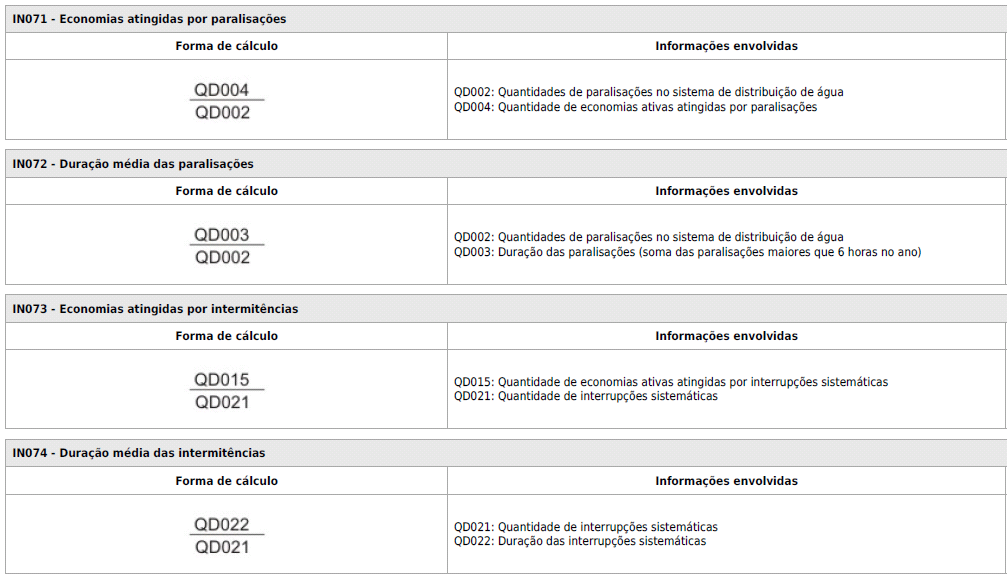 IN071 - Economias atingidas por paralisações
Forma de cálculo
Informações envolvidas
QD004
QD002
QD002: Quantidades de paralisações no sistema de distribuição de água
QD004: Quantidade de economias ativas atingidas por paralisações
IN072 - Duração média das paralisações
Forma de cálculo
Informações envolvidas
QD003
QD002
QD002: Quantidades de paralisações no sistema de distribuição de água
QD003: Duração das paralisações (soma das paralisações maiores que 6 horas no ano)
IN073 - Economias atingidas por intermitências
Forma de cálculo
Informações envolvidas
QD015
QD021
QD015: Quantidade de economias ativas atingidas por interrupções sistemáticas
QD021: Quantidade de interrupções sistemáticas
IN074 - Duração média das intermitências
Forma de cálculo
Informações envolvidas
QD022
QD021
QD021: Quantidade de interrupções sistemáticas
QD022: Duração das interrupções sistemáticas